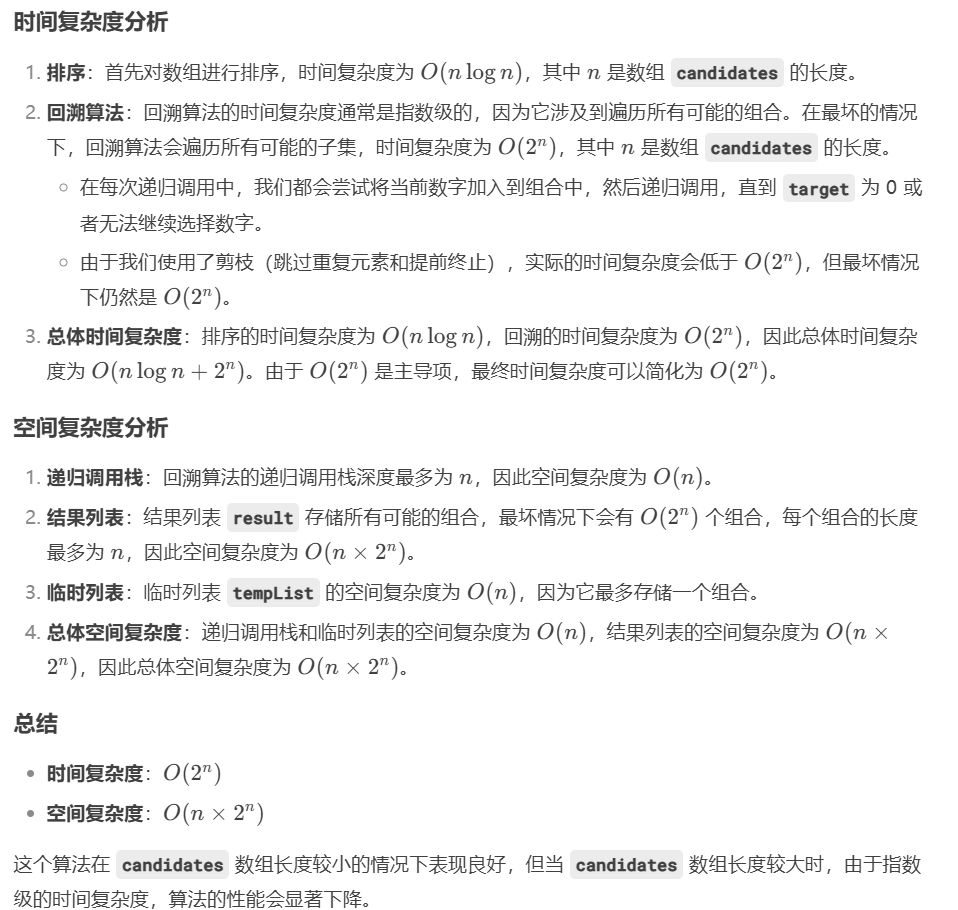 时间复杂度分析
1. 排序：首先对数组进行排序，时间复杂度为 O(n log n)，其中 n 是数组 candidates 的长度。
2. 回溯算法：回溯算法的时间复杂度通常是指数级的，因为它涉及到遍历所有可能的组合。在最坏的情况
下，回溯算法会遍历所有可能的子集，时间复杂度为 O(2ⁿ)，其中 n 是数组 candidates 的长度。
○ 在每次递归调用中，我们都会尝试将当前数字加入到组合中，然后递归调用，直到 target 为 0 或
者无法继续选择数字。
○ 由于我们使用了剪枝（跳过重复元素和提前终止），实际的时间复杂度会低于 O(2ⁿ)，但最坏情况
下仍然是 O(2ⁿ)。
3. 总体时间复杂度：排序的时间复杂度为 O(n log n)，回溯的时间复杂度为 O(2ⁿ)，因此总体时间复杂
度为 O(n log n + 2ⁿ)。由于 O(2ⁿ) 是主导项，最终时间复杂度可以简化为 O(2ⁿ)。
空间复杂度分析
1. 递归调用栈：回溯算法的递归调用栈深度最多为 n，因此空间复杂度为 O(n)。
2. 结果列表：结果列表 result 存储所有可能的组合，最坏情况下会有 O(2ⁿ) 个组合，每个组合的长度
最多为 n，因此空间复杂度为 O(n × 2ⁿ)。
3. 临时列表：临时列表 tempList 的空间复杂度为 O(n)，因为它最多存储一个组合。
4. 总体空间复杂度：递归调用栈和临时列表的空间复杂度为 O(n)，结果列表的空间复杂度为 O(n ×
2ⁿ)，因此总体空间复杂度为 O(n × 2ⁿ)。
总结
• 时间复杂度：O(2ⁿ)
• 空间复杂度：O(n × 2ⁿ)
这个算法在 candidates 数组长度较小的情况下表现良好，但当 candidates 数组长度较大时，由于指数
级的时间复杂度，算法的性能会显著下降。